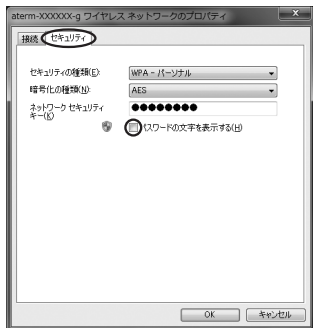 aterm-XXXXXX-g ワイヤレス ネットワークのプロパティ
接続 セキュリティ
セキュリティの種類(E): WPA - パーソナル
暗号化の種類(N): AES
ネットワーク セキュリティ ●●●●●●●●
キー(K)
パスワードの文字を表示する(H)
OK キャンセル